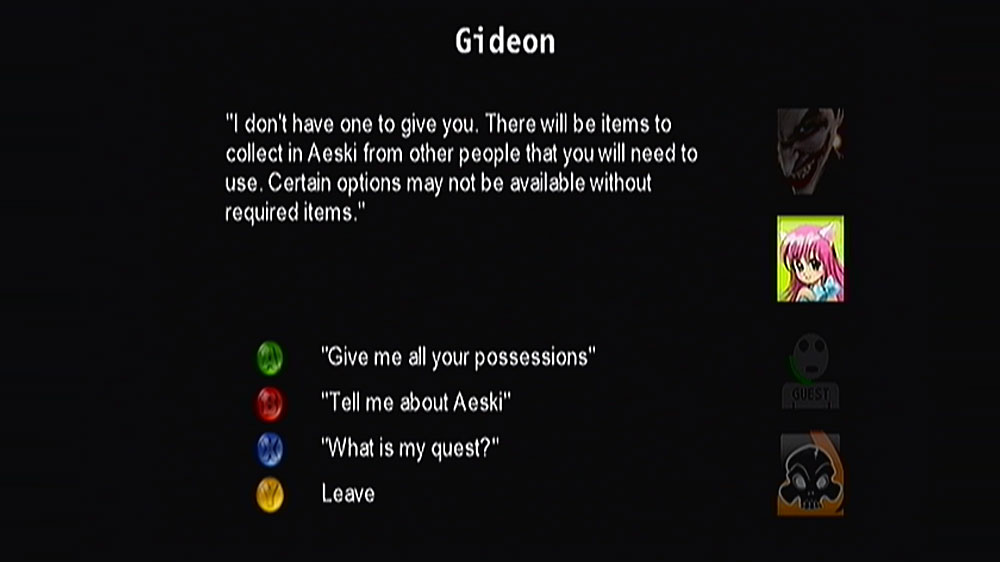 Gideon
"I don't have one to give you. There will be items to
collect in Aeski from other people that you will need to
use. Certain options may not be available without
required items."
A
"Give me all your possessions"
B
"Tell me about Aeski"
X
"What is my quest?"
Y
Leave
GUEST